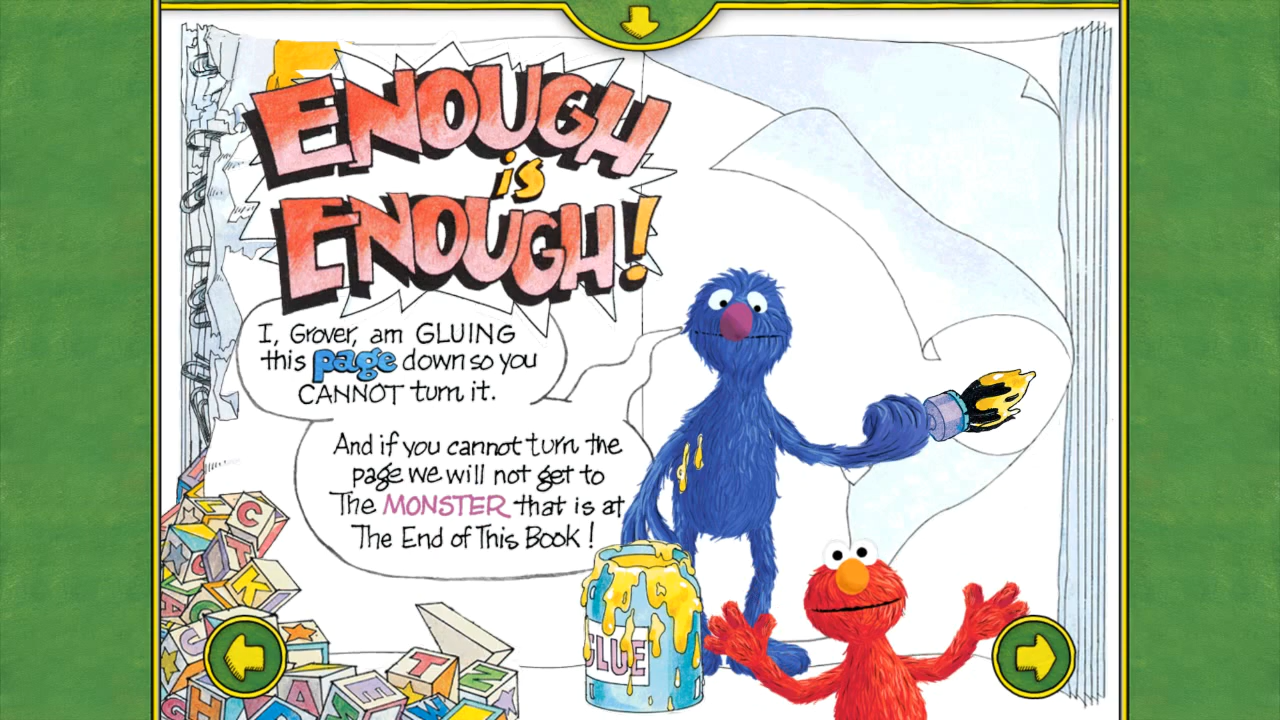 ENOUGH
is
ENOUGH!
I, Grover, am GLUING
this page down so you
CANNOT turn it.
And if you cannot turn the
page we will not get to
The MONSTER that is at
The End of This Book!
GLUE
G
K
T
Z
A
E
H
W